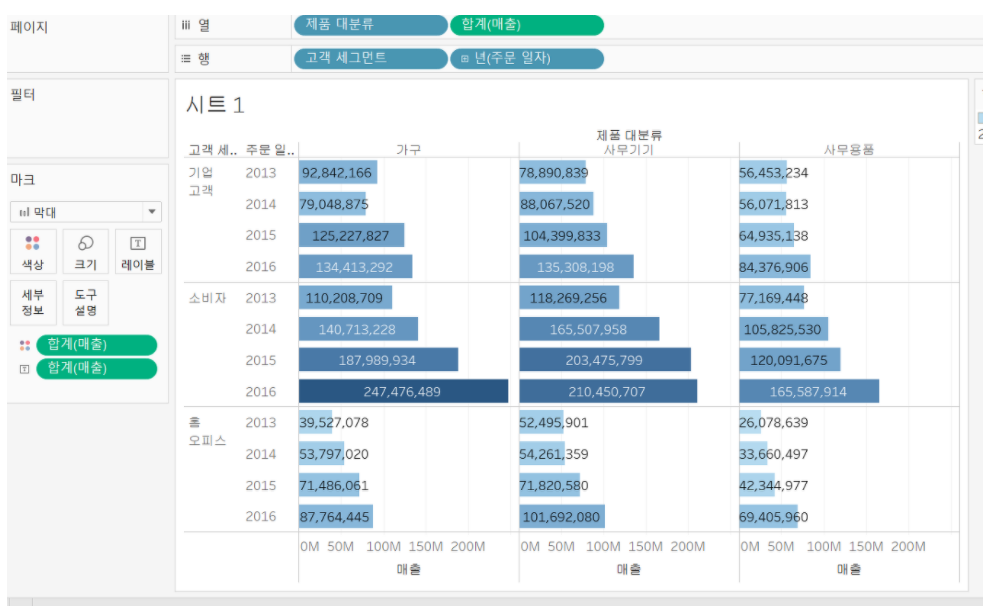 페이지
iii 열
제품 대분류
합계(매출)
행
고객 세그먼트
년(주문 일자)
필터
마크
막대
색상
크기
레이블
세부 정보
도구 설명
합계(매출)
합계(매출)
시트 1
제품 대분류
고객 세.. 주문 일.. 가구 사무기기 사무용품
기업 고객 2013 92,842,166 78,890,839 56,453,234
2014 79,048,875 88,067,520 56,071,813
2015 125,227,827 104,399,833 64,935,138
2016 134,413,292 135,308,198 84,376,906
소비자 2013 110,208,709 118,269,256 77,169,448
2014 140,713,228 165,507,958 105,825,530
2015 187,989,934 203,475,799 120,091,675
2016 247,476,489 210,450,707 165,587,914
홈 오피스 2013 39,527,078 52,495,901 26,078,639
2014 53,797,020 54,261,359 33,660,497
2015 71,486,061 71,820,580 42,344,977
2016 87,764,445 101,692,080 69,405,960
0M 50M 100M 150M 200M 0M 50M 100M 150M 200M 0M 50M 100M 150M 200M
매출 매출 매출